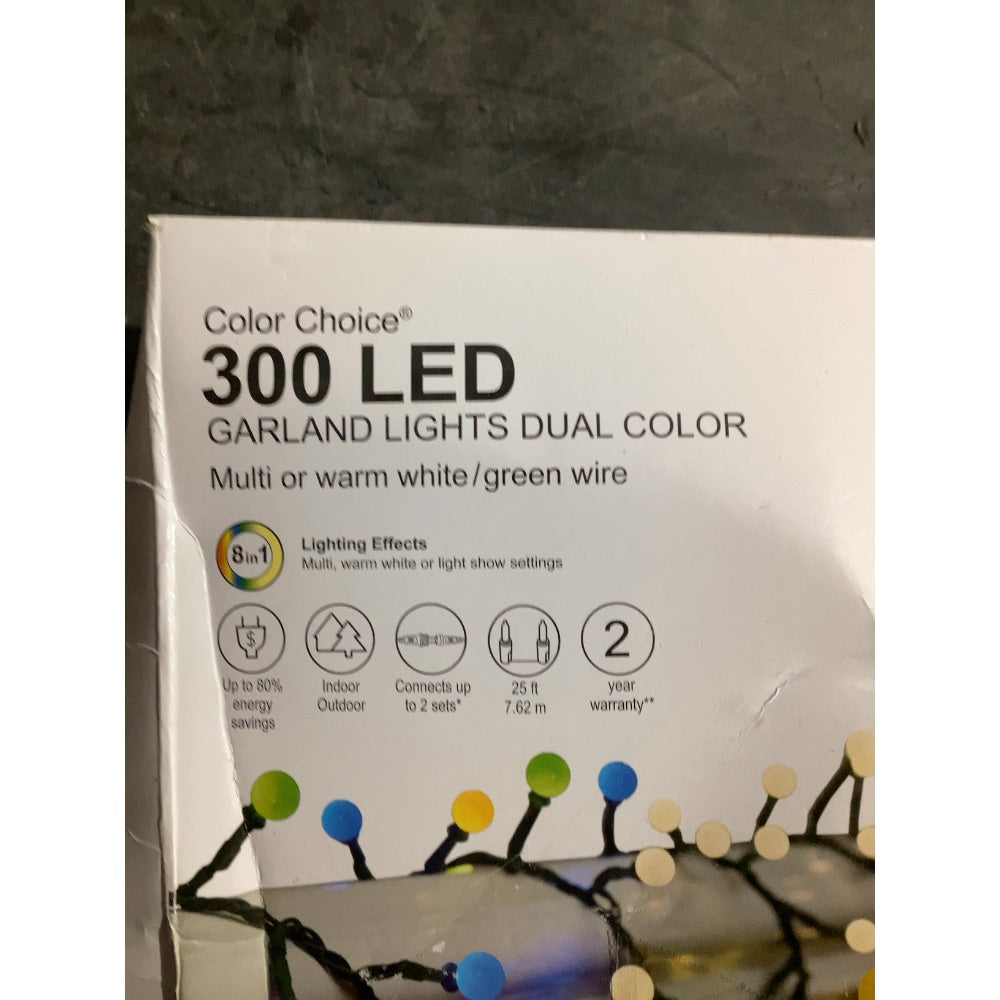 Color Choice®
300 LED
GARLAND LIGHTS DUAL COLOR
Multi or warm white/green wire
8in1
Lighting Effects
Multi, warm white or light show settings
$
2
Up to 80%
energy
savings
Indoor
Outdoor
Connects up
to 2 sets*
25 ft
7.62 m
year
warranty**